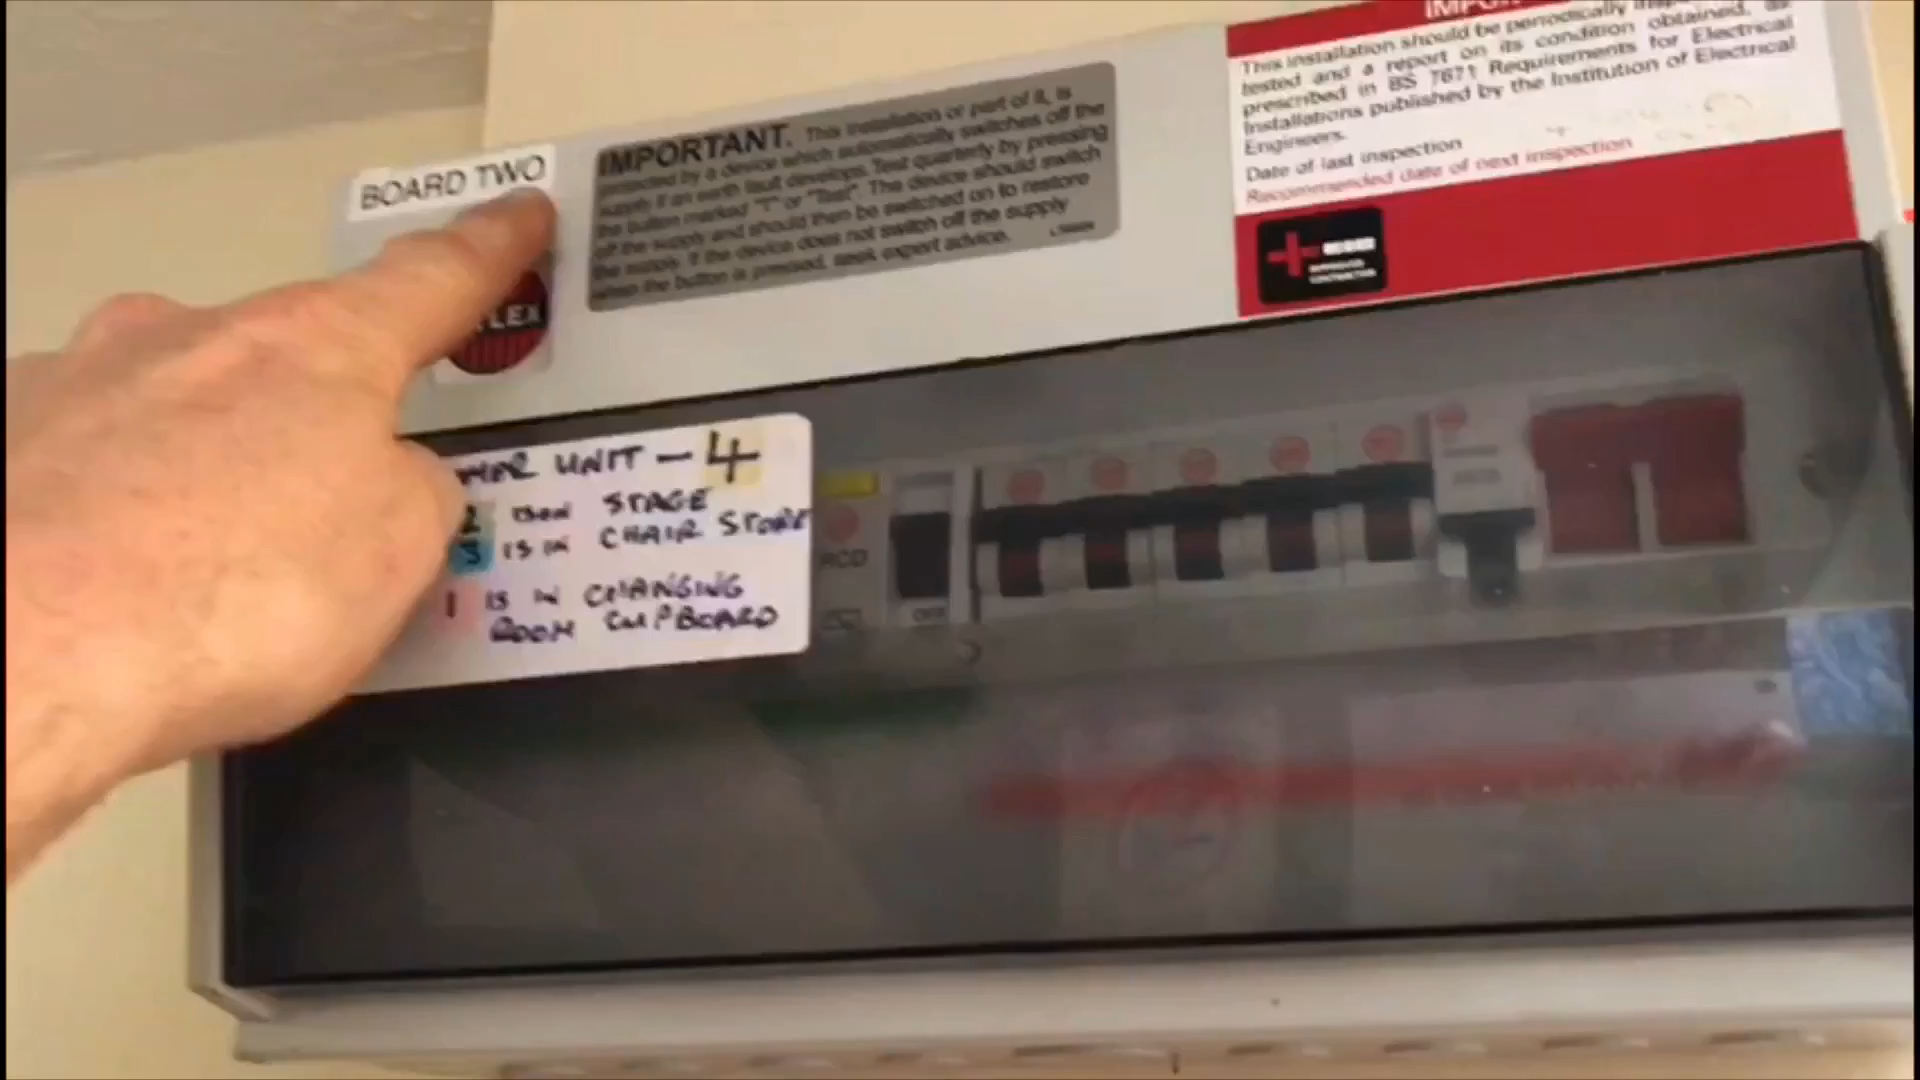 BOARD TWO
IMPORTANT. This installation or part of it, is
protected by a device which automatically switches off the
supply if an earth fault develops. Test quarterly by pressing
the button marked "T" or "Test". The device should switch
off the supply and should then be switched on to restore
the supply. If the device does not switch off the supply
when the button is pressed, seek expert advice.
This installation should be periodically
tested and a report on its condition obtained, as
prescribed in BS 7671 Requirements for Electrical
Installations published by the Institution of Electrical
Engineers.
Date of last inspection
Recommended date of next inspection
LEX
UNIT - 4
2 STAGE
3 IS IN CHAIR STORE
1 IS IN CHANGING
ROOM CUPBOARD
RCD
OFF